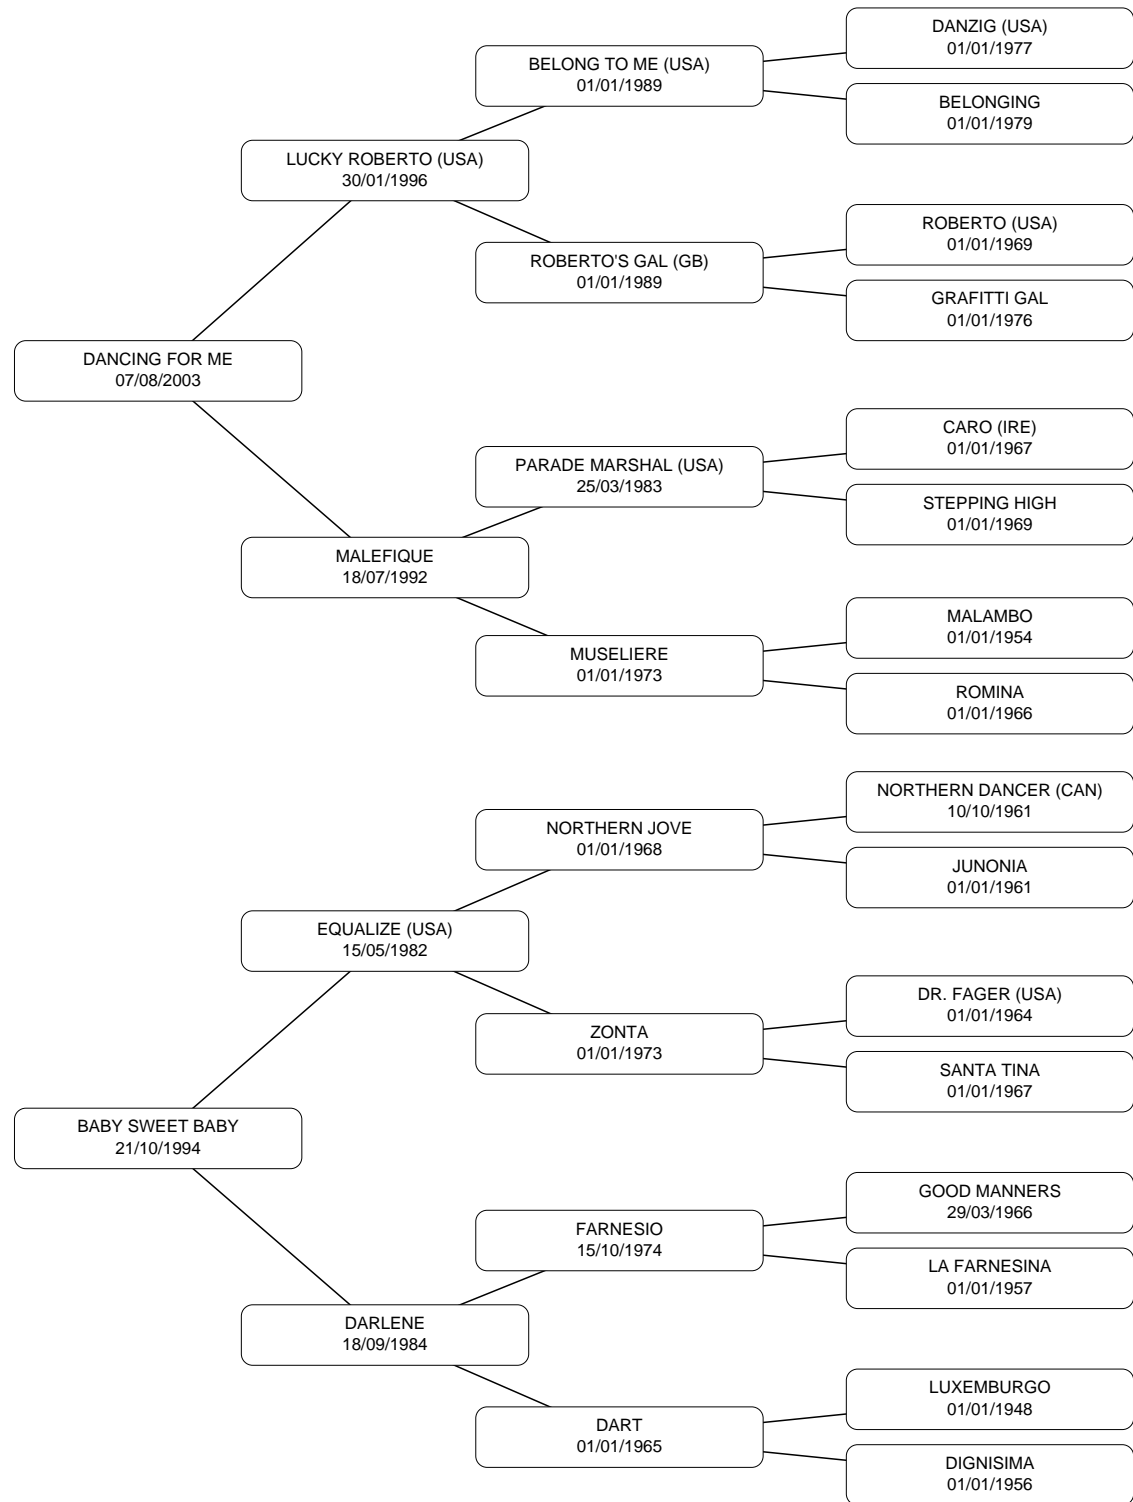 DANZIG (USA)
01/01/1977
BELONG TO ME (USA)
01/01/1989
BELONGING
01/01/1979
LUCKY ROBERTO (USA)
30/01/1996
ROBERTO (USA)
01/01/1969
ROBERTO'S GAL (GB)
01/01/1989
GRAFITTI GAL
01/01/1976
DANCING FOR ME
07/08/2003
CARO (IRE)
01/01/1967
PARADE MARSHAL (USA)
25/03/1983
STEPPING HIGH
01/01/1969
MALEFIQUE
18/07/1992
MALAMBO
01/01/1954
MUSELIERE
01/01/1973
ROMINA
01/01/1966
NORTHERN DANCER (CAN)
10/10/1961
NORTHERN JOVE
01/01/1968
JUNONIA
01/01/1961
EQUALIZE (USA)
15/05/1982
DR. FAGER (USA)
01/01/1964
ZONTA
01/01/1973
SANTA TINA
01/01/1967
BABY SWEET BABY
21/10/1994
GOOD MANNERS
29/03/1966
FARNESIO
15/10/1974
LA FARNESINA
01/01/1957
DARLENE
18/09/1984
LUXEMBURGO
01/01/1948
DART
01/01/1965
DIGNISIMA
01/01/1956